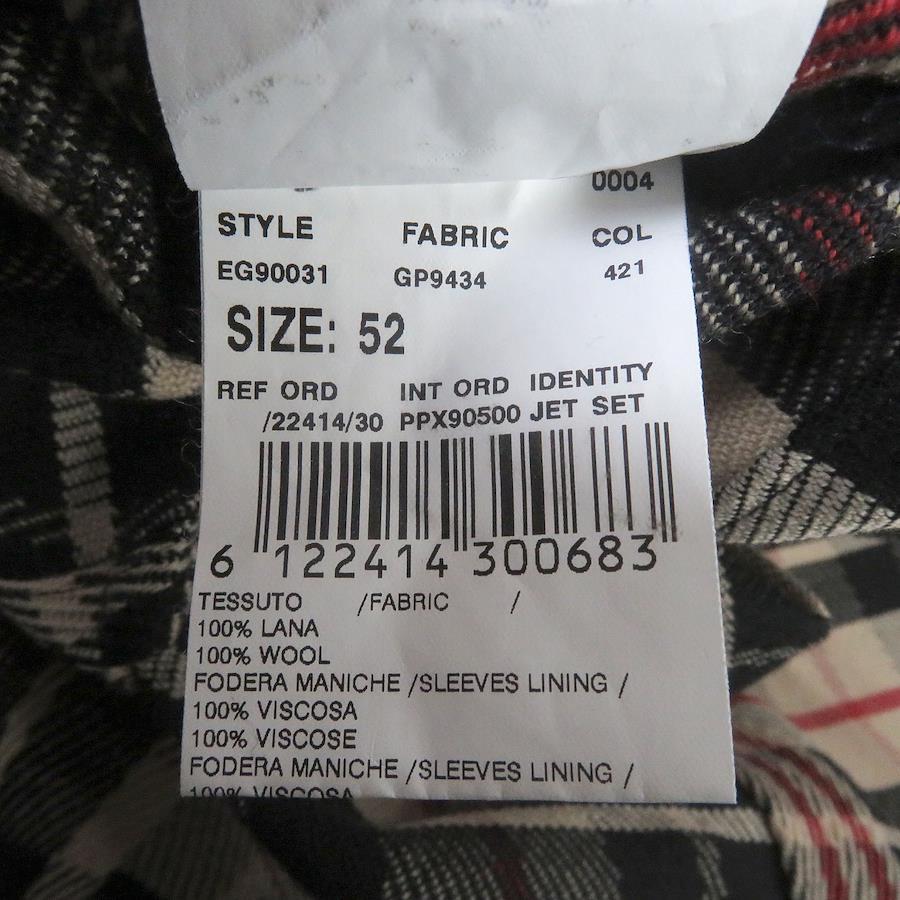 0004
STYLE FABRIC COL
EG90031 GP9434 421
SIZE: 52
REF ORD INT ORD IDENTITY
/22414/30 PPX90500 JET SET
6 122414 300683
TESSUTO /FABRIC /
100% LANA
100% WOOL
FODERA MANICHE /SLEEVES LINING /
100% VISCOSA
100% VISCOSE
FODERA MANICHE /SLEEVES LINING /
100% VISCOSA